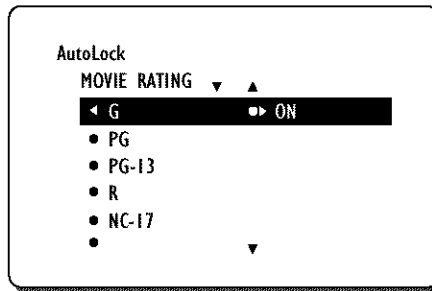 AutoLock
MOVIE RATING
G ON
PG
PG-13
R
NC-17